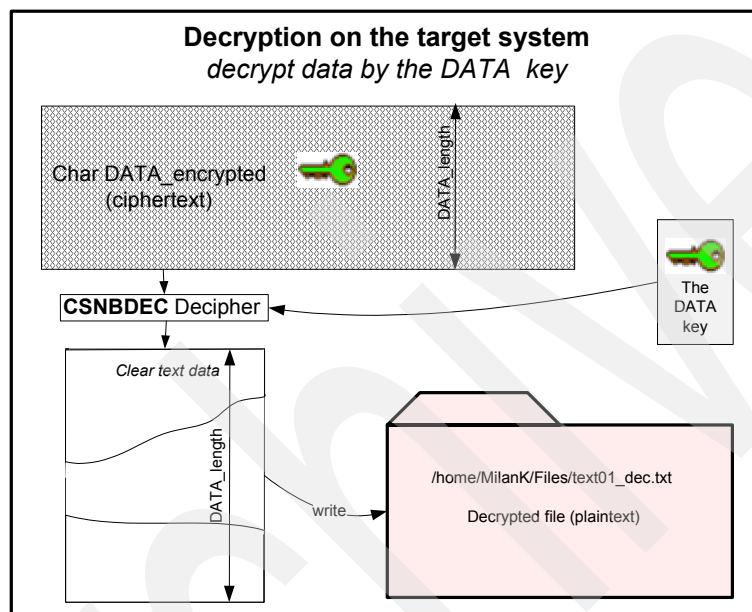 Decryption on the target system
decrypt data by the DATA key
Char DATA_encrypted
(ciphertext)
DATA_length
The
DATA
key
CSNBDEC Decipher
Clear text data
DATA_length
write
/home/MilanK/Files/text01_dec.txt
Decrypted file (plaintext)